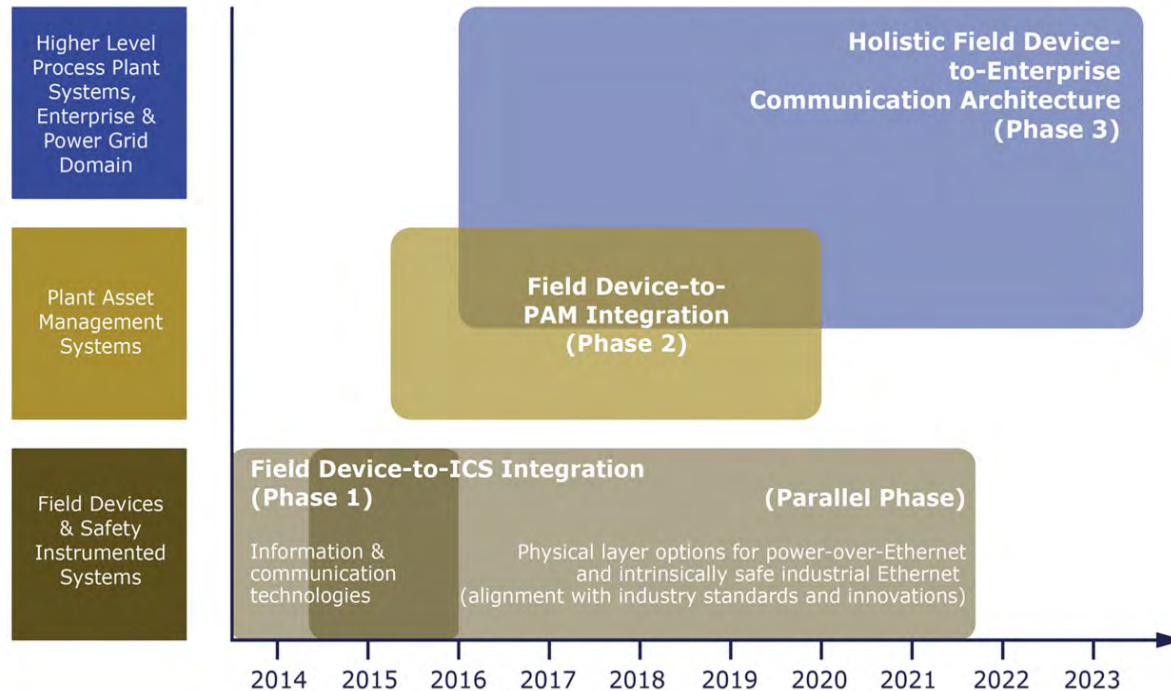 Higher Level
Process Plant
Systems,
Enterprise &
Power Grid
Domain
Holistic Field Device-
to-Enterprise
Communication Architecture
(Phase 3)
Plant Asset
Management
Systems
Field Device-to-
PAM Integration
(Phase 2)
Field Devices
& Safety
Instrumented
Systems
Field Device-to-ICS Integration
(Phase 1)
(Parallel Phase)
Information &
communication
technologies
Physical layer options for power-over-Ethernet
and intrinsically safe industrial Ethernet
(alignment with industry standards and innovations)
2014 2015 2016 2017 2018 2019 2020 2021 2022 2023